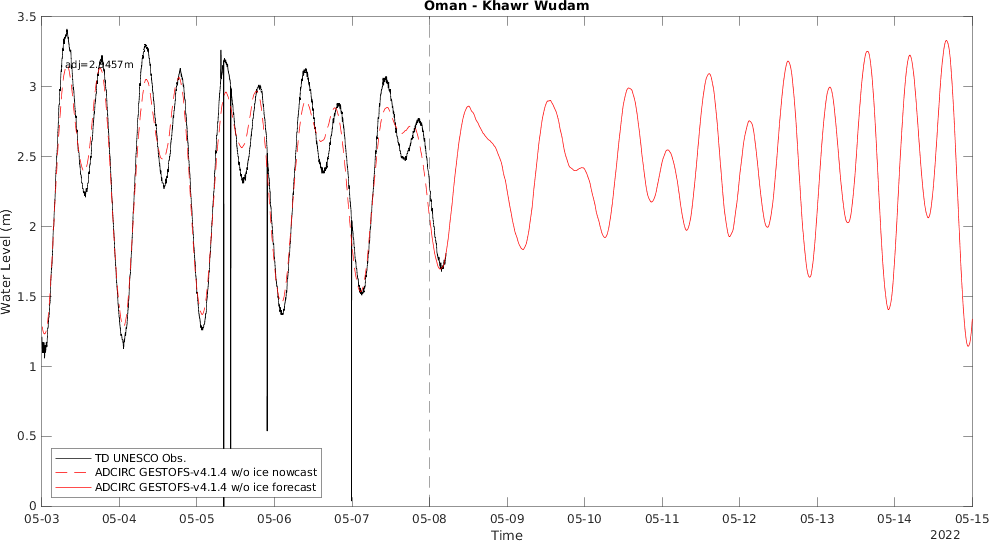 Oman - Khawr Wudam
Water Level (m)
3.5
3
2.5
2
1.5
1
0.5
0
TD UNESCO Obs.
ADCIRC GESTOFS-v4.1.4 w/o ice nowcast
ADCIRC GESTOFS-v4.1.4 w/o ice forecast
05-03 05-04 05-05 05-06 05-07 05-08 05-09 05-10 05-11 05-12 05-13 05-14 05-15
Time
2022